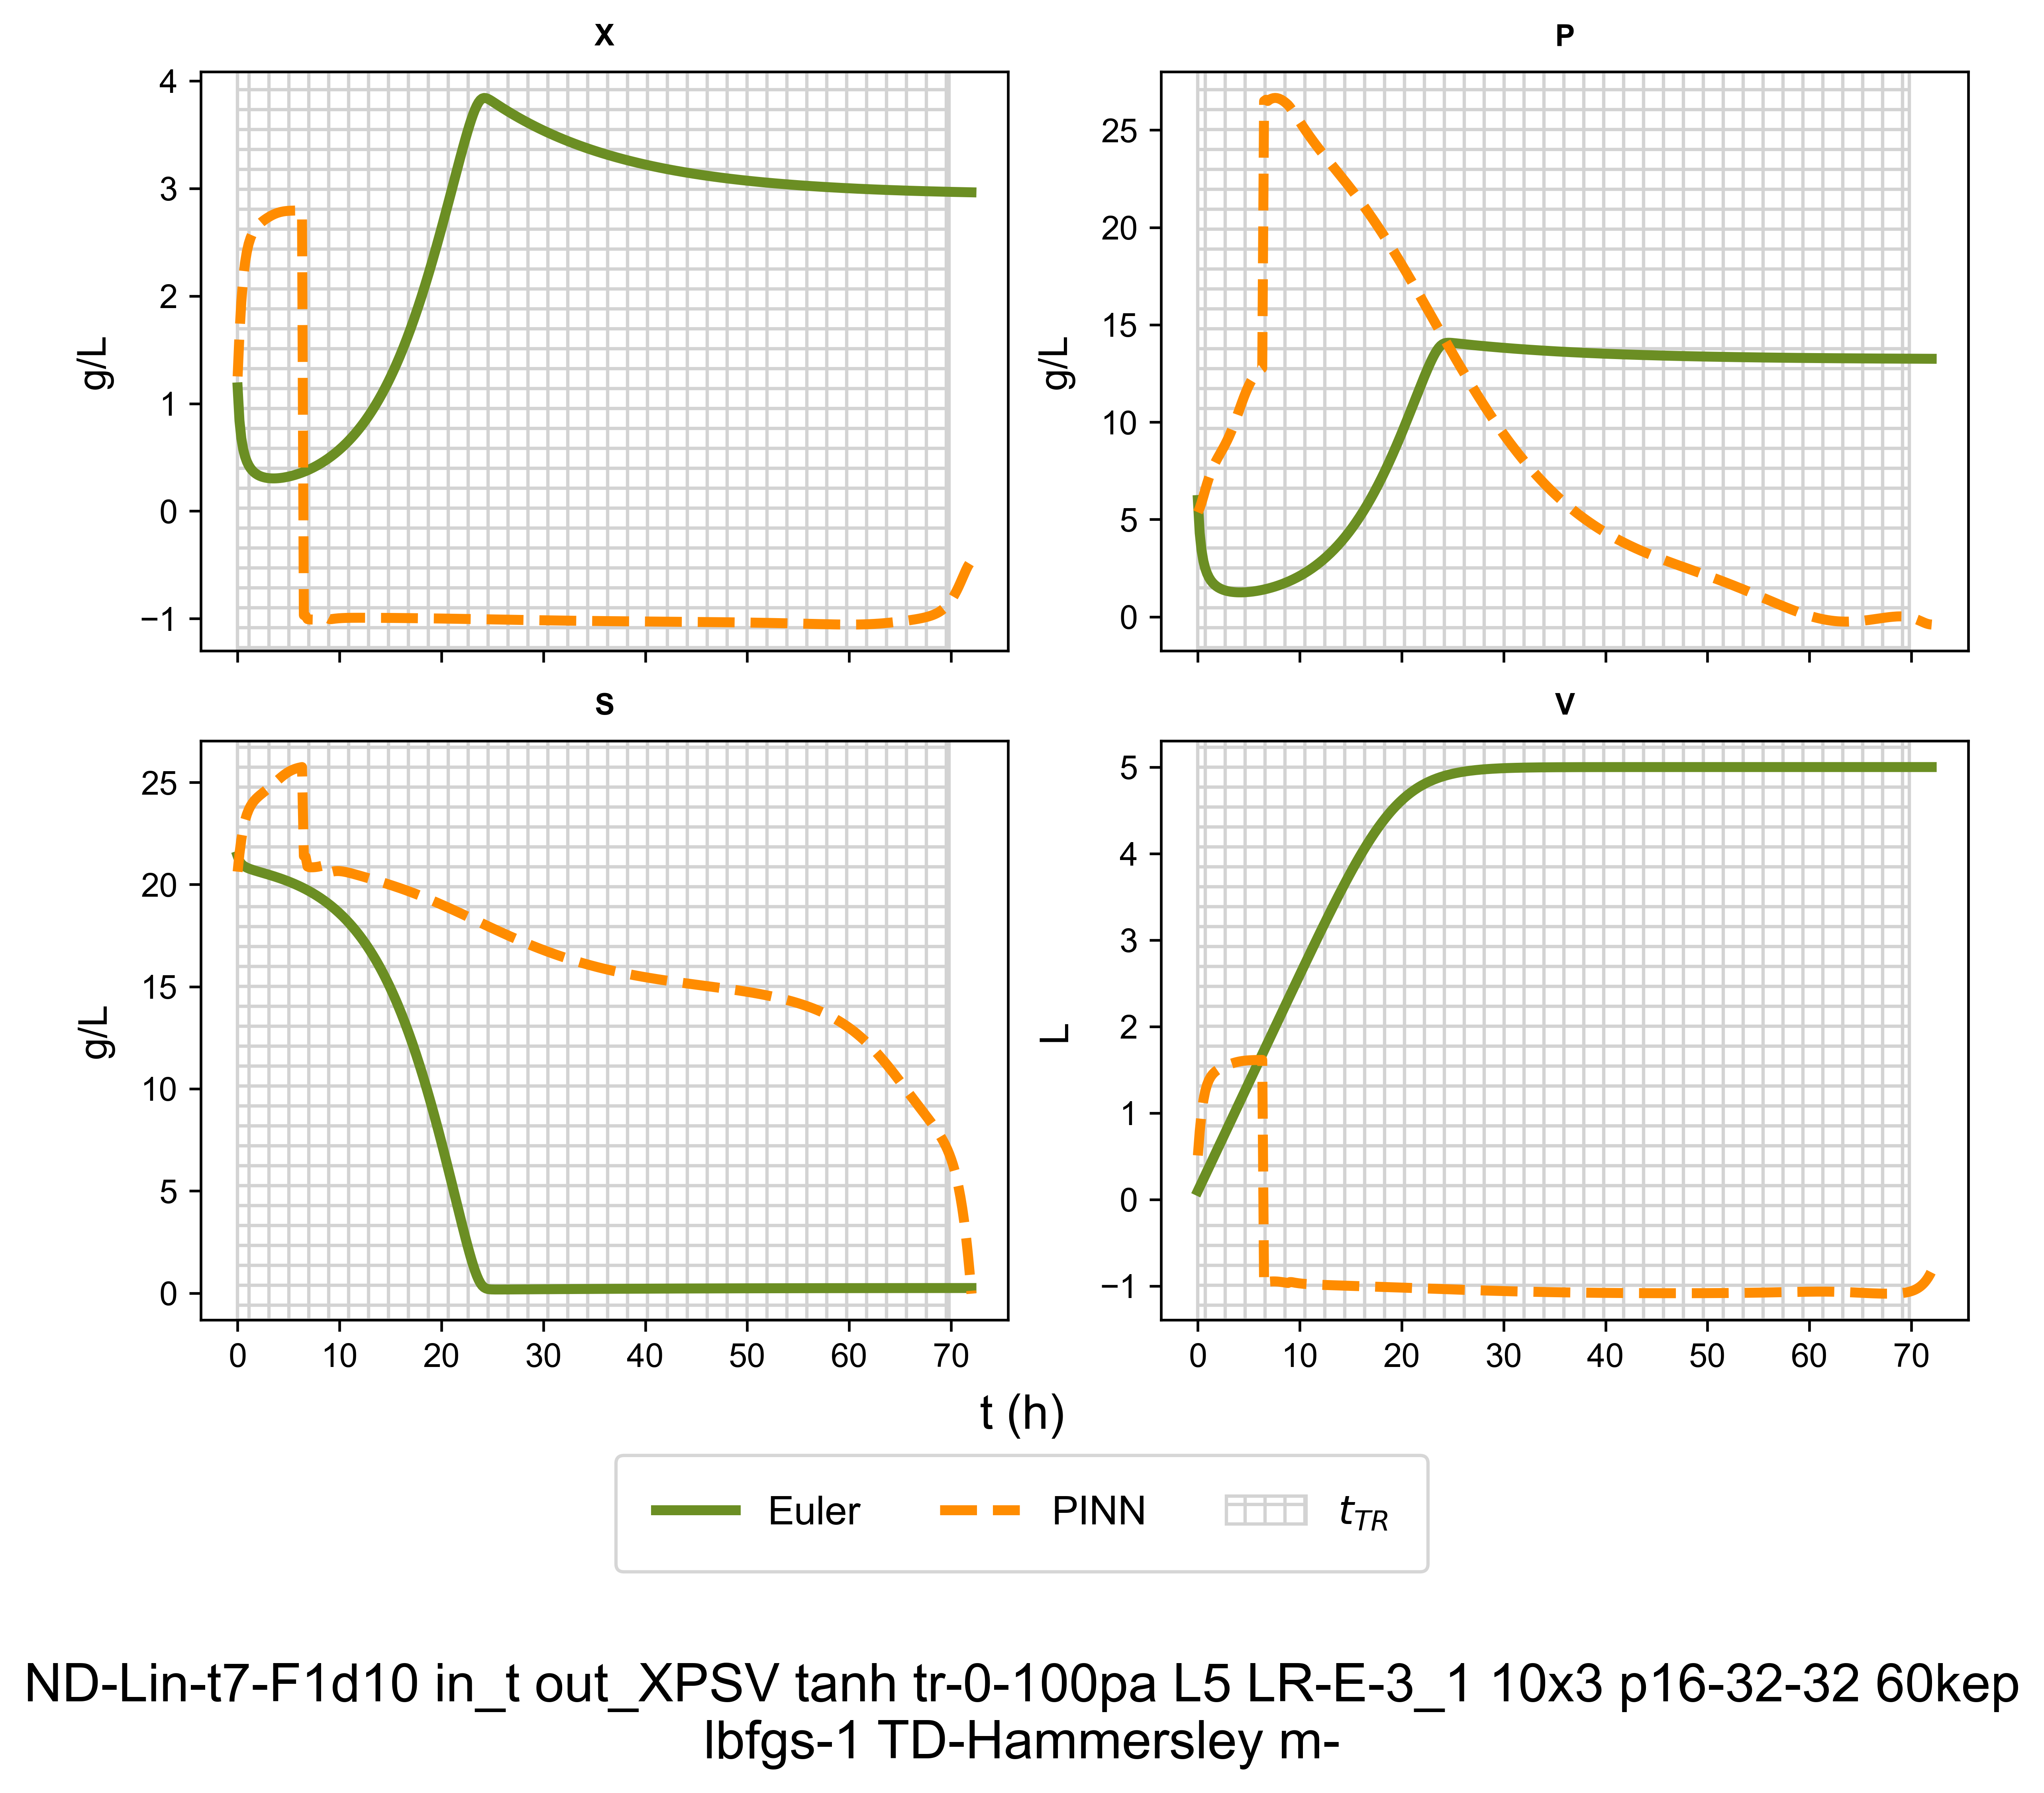 X
P
4
3
2
1
0
−1
g/L
25
20
15
10
5
0
g/L
S
V
25
20
15
10
5
0
g/L
0 10 20 30 40 50 60 70
5
4
3
2
1
0
−1
L
0 10 20 30 40 50 60 70
t (h)
Euler PINN t_TR
ND-Lin-t7-F1d10 in_t out_XPSV tanh tr-0-100pa L5 LR-E-3_1 10x3 p16-32-32 60kep
lbfgs-1 TD-Hammersley m-